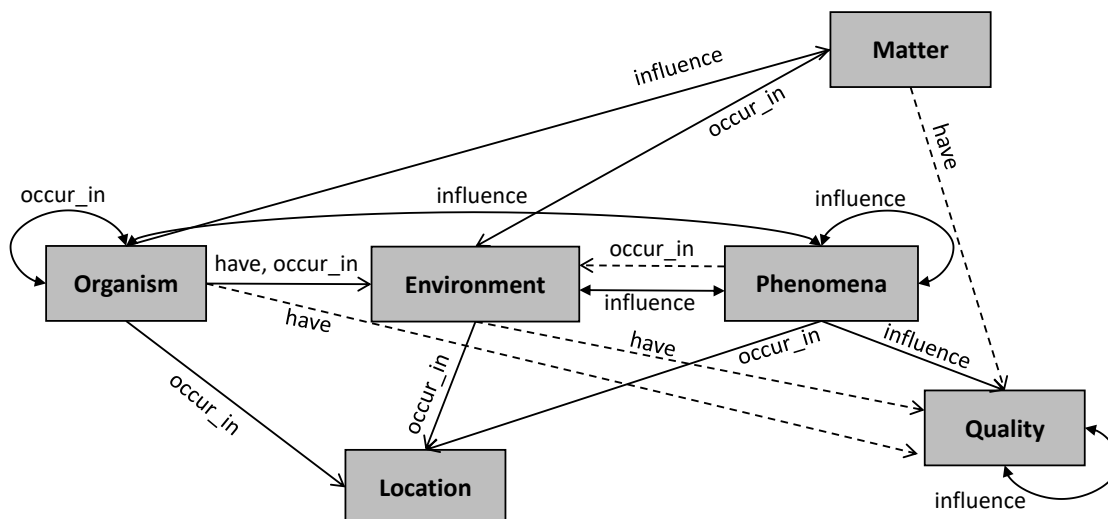 Matter
influence
occur_in
have
occur_in
influence
influence
Organism
have, occur_in
Environment
occur_in
influence
Phenomena
have
have
occur_in
influence
occur_in
occur_in
Quality
Location
influence